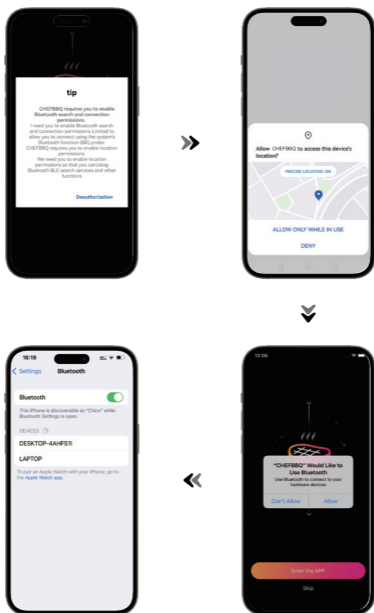 tip
CHEFBBQ requires you to enable
Bluetooth search and connection
permissions.
I need you to enable Bluetooth search
and connection permissions Limited to
allow you to connect using the system's
Bluetooth function BBQ probe
CHEFBBQ requires you to enable location
permissions.
We need you to enable location
permissions so that you can
Bluetooth BLE search services and other
functions
Desuthorization
Allow CHEFBBQ to access this device's
location?
PRECISE LOCATION ON
ALLOW ONLY WHILE IN USE
DENY
12:06
"CHEFBBQ" Would Like to
Use Bluetooth
Use Bluetooth to connect to your
hardware devices
Don't Allow
Allow
Enter the APP
Skip
16:19
Settings
Bluetooth
Bluetooth
This iPhone is discoverable as "Chico" while
Bluetooth Settings is open.
DEVICES
DESKTOP-4AHFS1I
LAPTOP
To pair an Apple Watch with your iPhone, go to
the Apple Watch app.